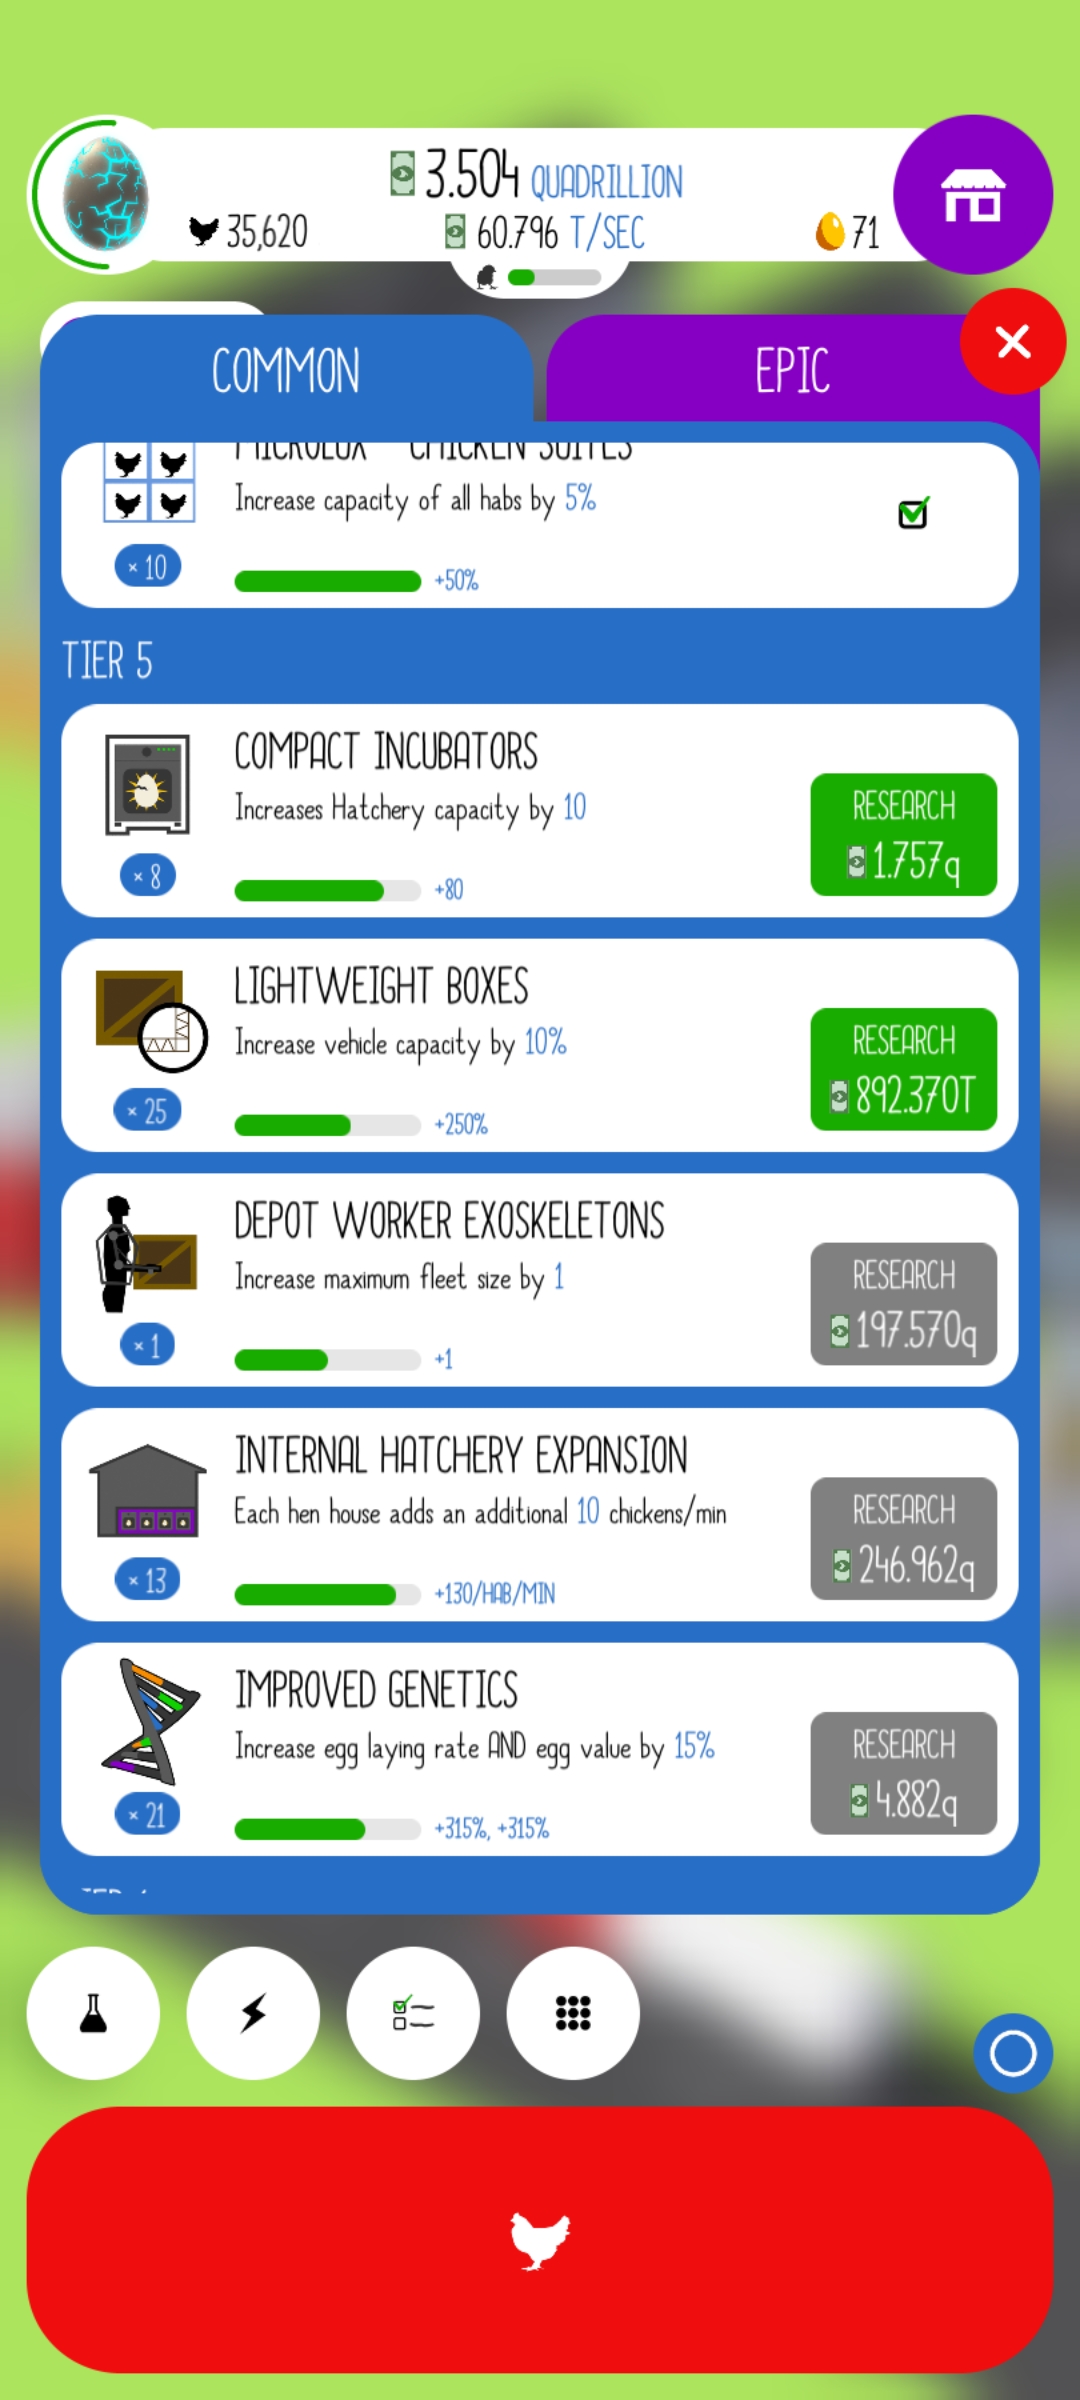 3.504 QUADRILLION
35,620
60.796 T/SEC
71
COMMON
EPIC
MICROLUX CHICKEN SUITES
Increase capacity of all habs by 5%
× 10
+50%
TIER 5
COMPACT INCUBATORS
Increases Hatchery capacity by 10
RESEARCH
1.757q
× 8
+80
LIGHTWEIGHT BOXES
Increase vehicle capacity by 10%
RESEARCH
892.370T
× 25
+250%
DEPOT WORKER EXOSKELETONS
Increase maximum fleet size by 1
RESEARCH
197.570q
× 1
+1
INTERNAL HATCHERY EXPANSION
Each hen house adds an additional 10 chickens/min
RESEARCH
246.962q
× 13
+130/HAB/MIN
IMPROVED GENETICS
Increase egg laying rate AND egg value by 15%
RESEARCH
4.882q
× 21
+315%, +315%